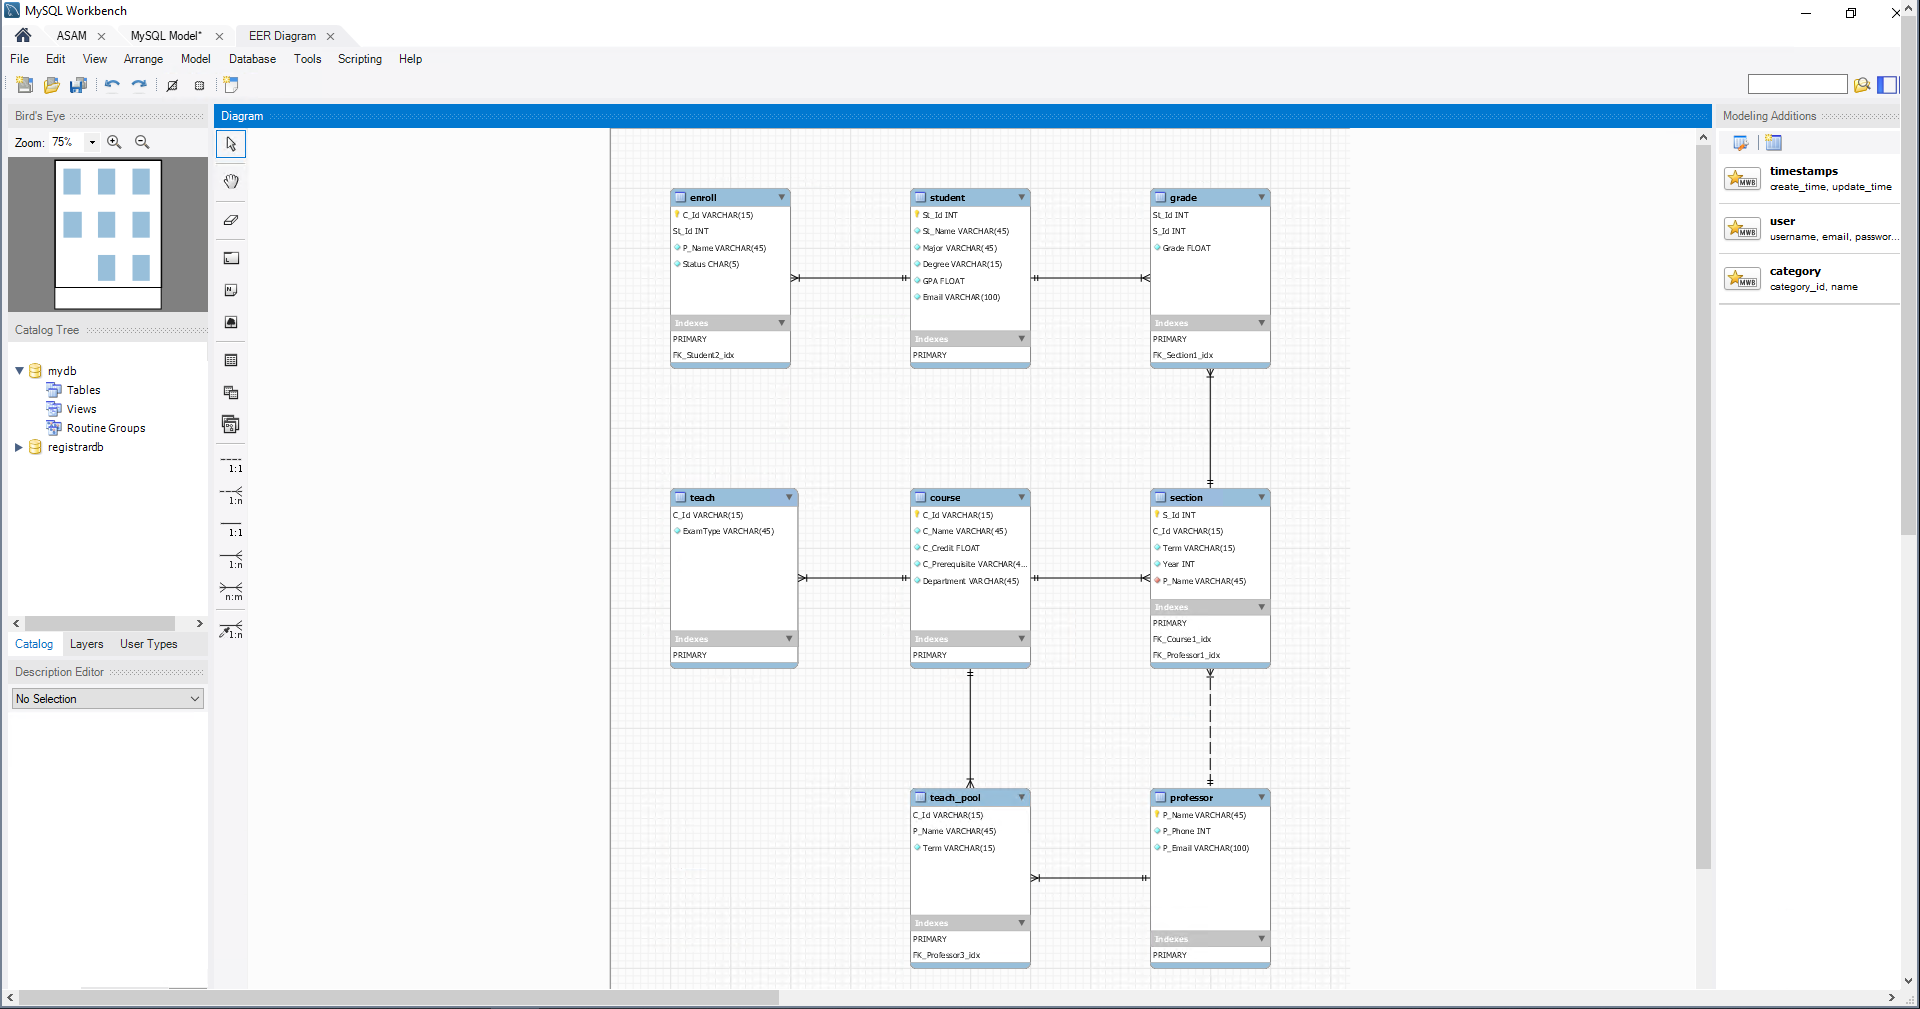 MySQL Workbench
ASAM
MySQL Model*
EER Diagram
File Edit View Arrange Model Database Tools Scripting Help
Bird's Eye
Zoom: 75%
Catalog Tree
mydb
Tables
Views
Routine Groups
registrardb
Catalog Layers User Types
Description Editor
No Selection
1:1
1:n
1:1
1:n
n:m
1:n
Diagram
enroll
C_Id VARCHAR(15)
St_Id INT
P_Name VARCHAR(45)
Status CHAR(5)
Indexes
PRIMARY
FK_Student2_idx
student
St_Id INT
St_Name VARCHAR(45)
Major VARCHAR(45)
Degree VARCHAR(15)
GPA FLOAT
Email VARCHAR(100)
Indexes
PRIMARY
grade
St_Id INT
S_Id INT
Grade FLOAT
Indexes
PRIMARY
FK_Section1_idx
teach
C_Id VARCHAR(15)
ExamType VARCHAR(45)
Indexes
PRIMARY
course
C_Id VARCHAR(15)
C_Name VARCHAR(45)
C_Credit FLOAT
C_Prerequisite VARCHAR(4...
Department VARCHAR(45)
Indexes
PRIMARY
section
S_Id INT
C_Id VARCHAR(15)
Term VARCHAR(15)
Year INT
P_Name VARCHAR(45)
Indexes
PRIMARY
FK_Course1_idx
FK_Professor1_idx
teach_pool
C_Id VARCHAR(15)
P_Name VARCHAR(45)
Term VARCHAR(15)
Indexes
PRIMARY
FK_Professor3_idx
professor
P_Name VARCHAR(45)
P_Phone INT
P_Email VARCHAR(100)
Indexes
PRIMARY
Modeling Additions
MWB
timestamps
create_time, update_time
MWB
user
username, email, passwor...
MWB
category
category_id, name